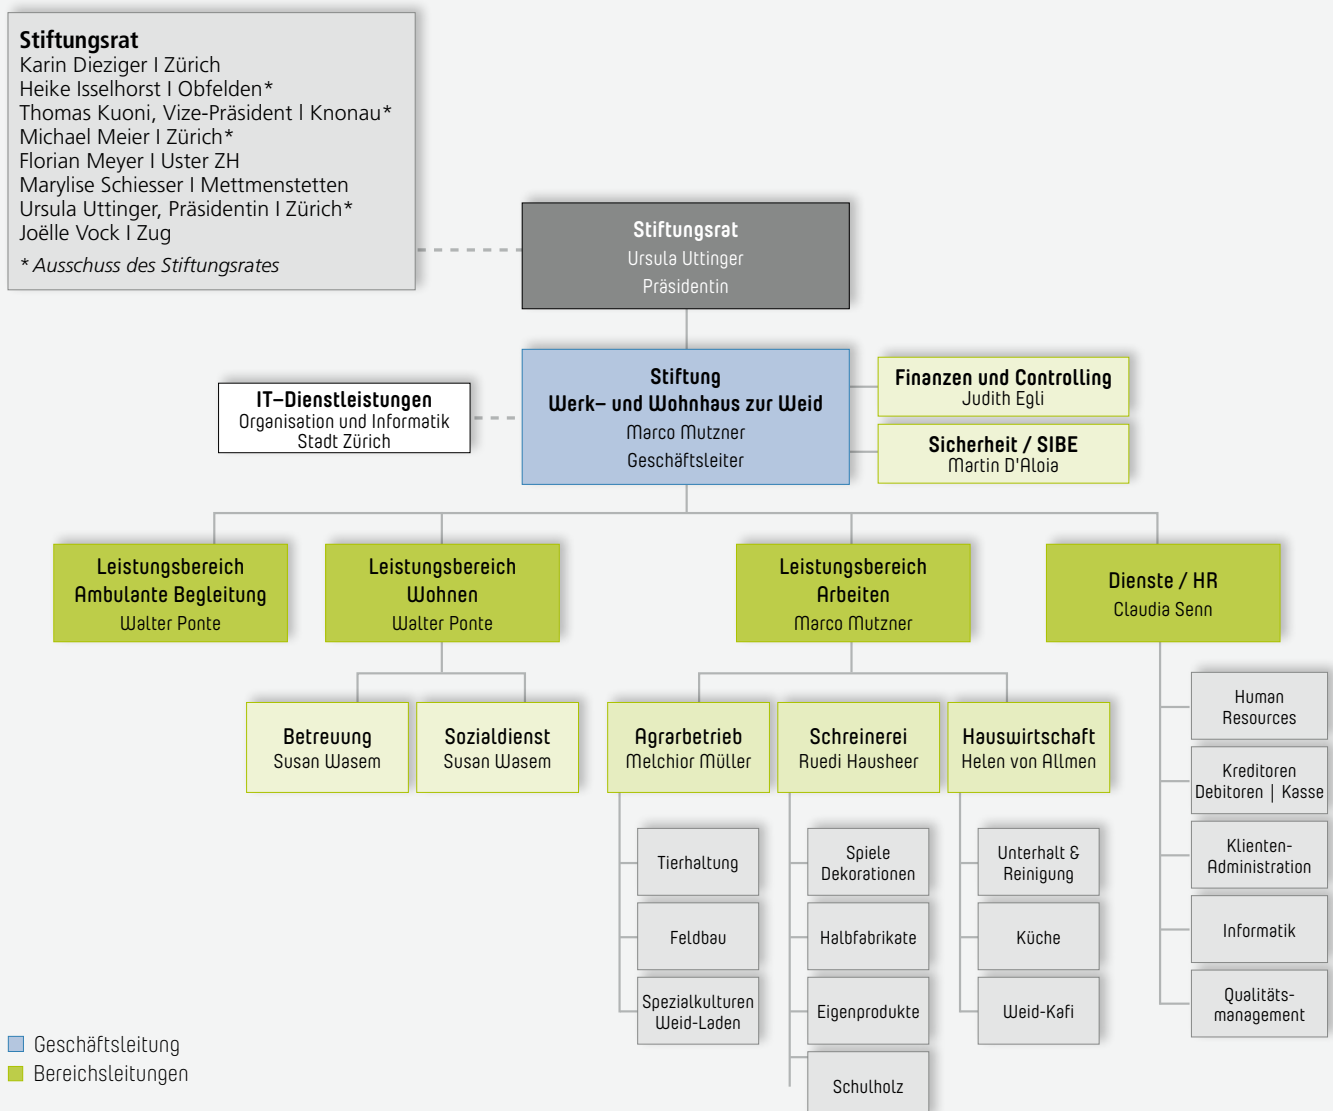 Stiftungsrat
Karin Dieziger I Zürich
Heike Isselhorst I Obfelden*
Thomas Kuoni, Vize-Präsident l Knonau*
Michael Meier I Zürich*
Florian Meyer I Uster ZH
Marylise Schiesser I Mettmenstetten
Ursula Uttinger, Präsidentin I Zürich*
Joëlle Vock I Zug
* Ausschuss des Stiftungsrates
Stiftungsrat
Ursula Uttinger
Präsidentin
Stiftung
Werk– und Wohnhaus zur Weid
Marco Mutzner
Geschäftsleiter
IT–Dienstleistungen
Organisation und Informatik
Stadt Zürich
Finanzen und Controlling
Judith Egli
Sicherheit / SIBE
Martin D'Aloia
Leistungsbereich
Ambulante Begleitung
Walter Ponte
Leistungsbereich
Wohnen
Walter Ponte
Leistungsbereich
Arbeiten
Marco Mutzner
Dienste / HR
Claudia Senn
Betreuung
Susan Wasem
Sozialdienst
Susan Wasem
Agrarbetrieb
Melchior Müller
Schreinerei
Ruedi Hausheer
Hauswirtschaft
Helen von Allmen
Tierhaltung
Feldbau
Spezialkulturen
Weid-Laden
Spiele
Dekorationen
Halbfabrikate
Eigenprodukte
Schulholz
Unterhalt &
Reinigung
Küche
Weid-Kafi
Human
Resources
Kreditoren
Debitoren | Kasse
Klienten-
Administration
Informatik
Qualitäts-
management
Geschäftsleitung
Bereichsleitungen